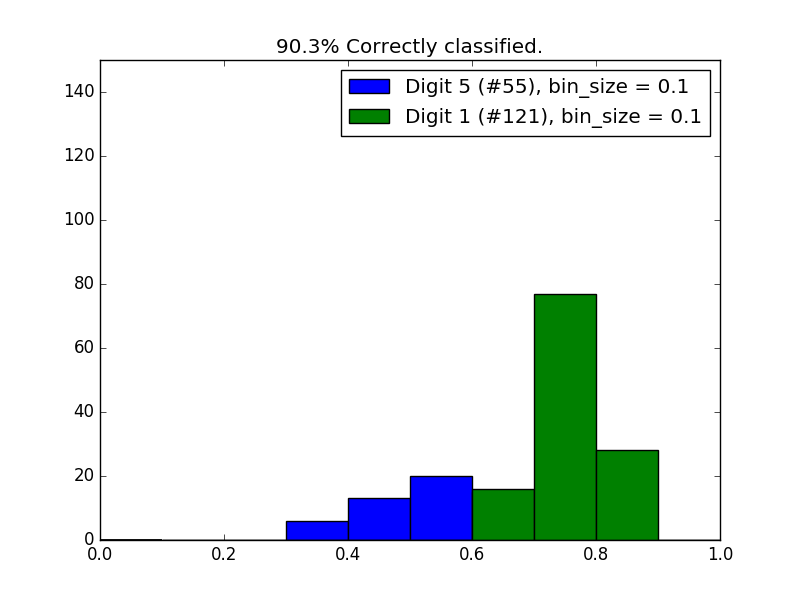 90.3% Correctly classified.
Digit 5 (#55), bin_size = 0.1
Digit 1 (#121), bin_size = 0.1
140
120
100
80
60
40
20
0
0.0 0.2 0.4 0.6 0.8 1.0